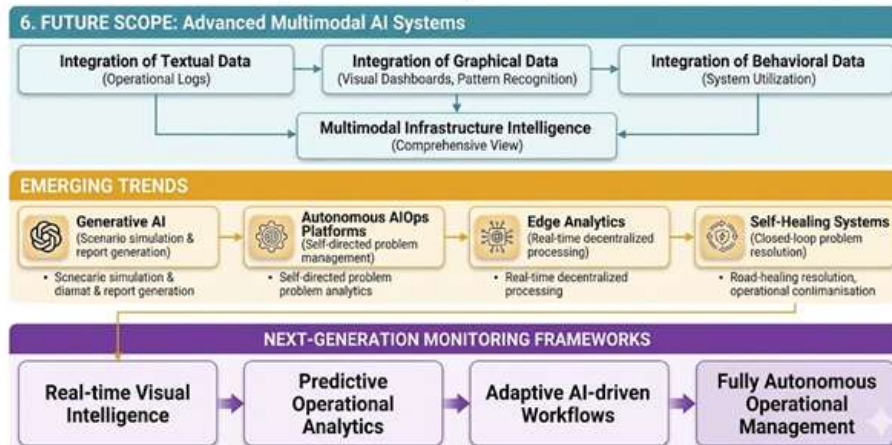 6. FUTURE SCOPE: Advanced Multimodal AI Systems
Integration of Textual Data
(Operational Logs)
Integration of Graphical Data
(Visual Dashboards, Pattern Recognition)
Integration of Behavioral Data
(System Utilization)
Multimodal Infrastructure Intelligence
(Comprehensive View)
EMERGING TRENDS
Generative AI
(Scenario simulation &
report generation)
• Scnecarie simulation &
diamat & report generation
Autonomous AIOps
Platforms
(Self-directed problem
management)
• Self-directed problem
problem analytics
Edge Analytics
(Real-time decentralized
processing)
• Real-time decentralized
processing
Self-Healing Systems
(Closed-loop problem
resolution)
• Road-healing resolution,
operational conlimanisation
NEXT-GENERATION MONITORING FRAMEWORKS
Real-time Visual
Intelligence
Predictive
Operational
Analytics
Adaptive AI-driven
Workflows
Fully Autonomous
Operational
Management